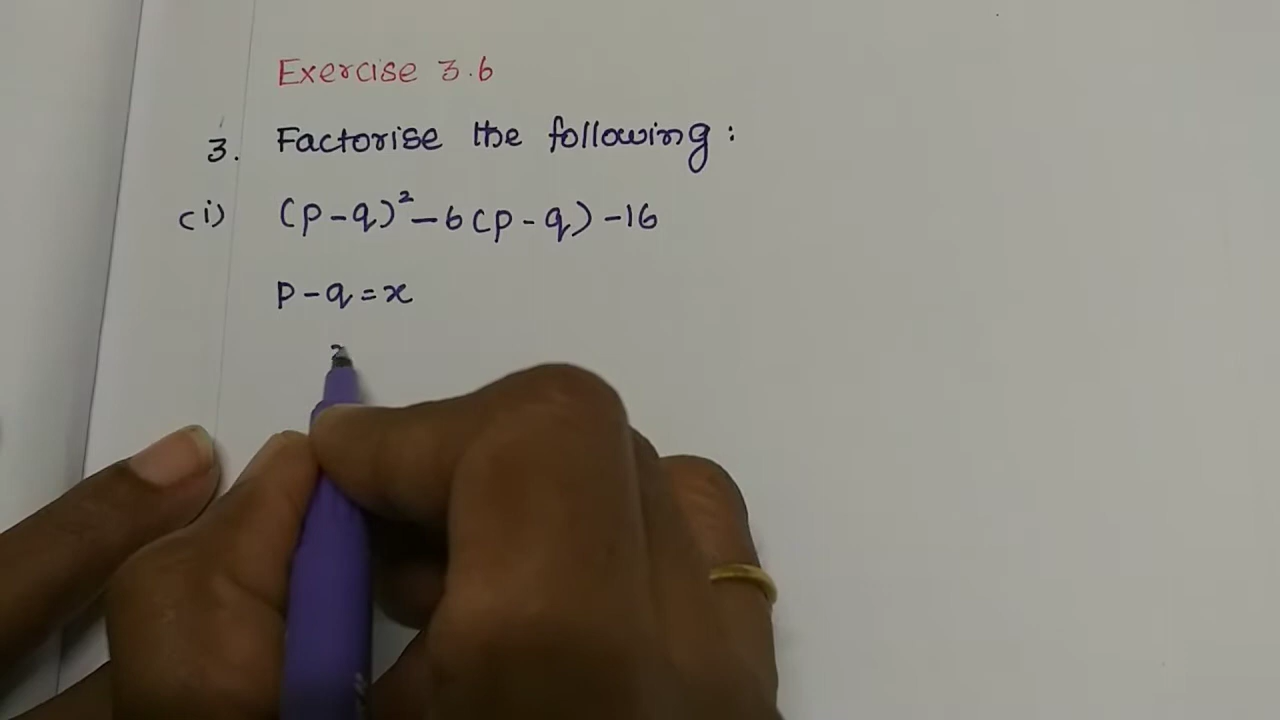 Exercise 3.6
3. Factorise the following :
(i) (p-q)²-6(p-q)-16
p-q=x